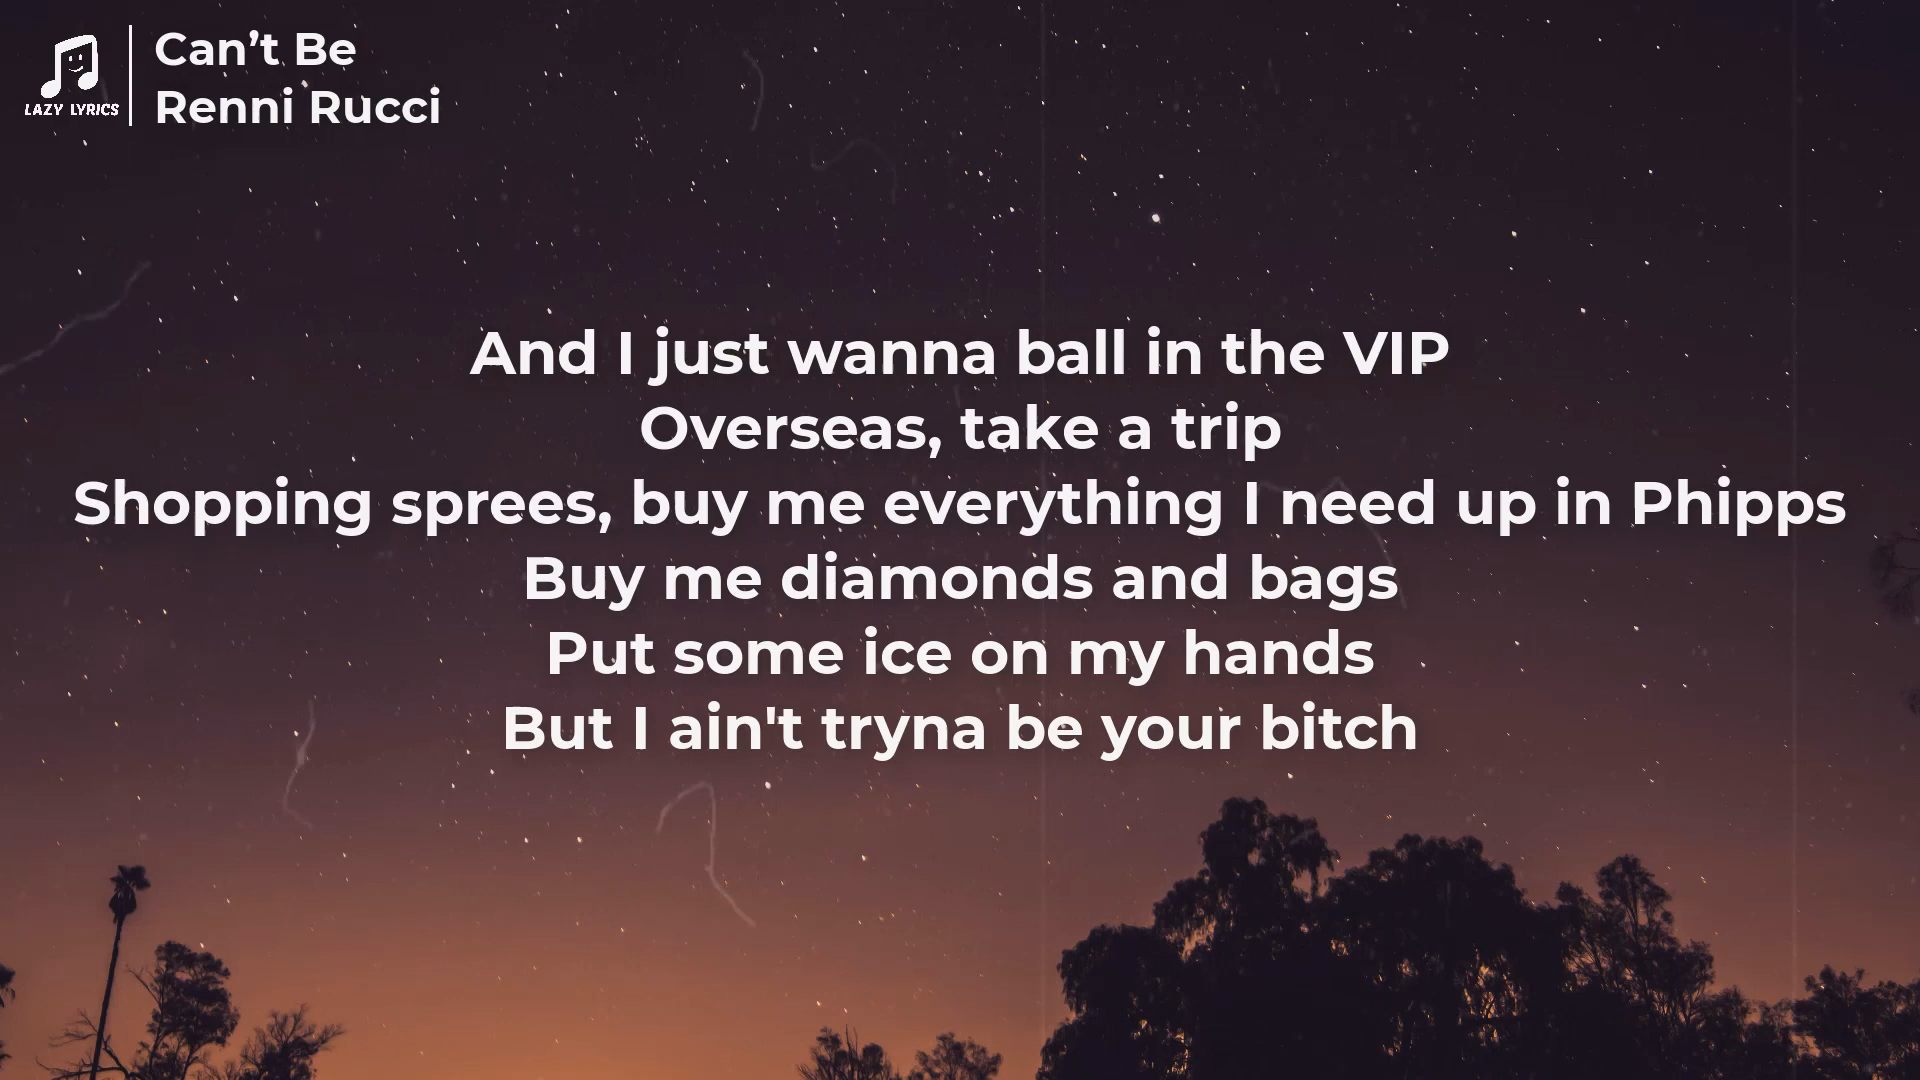 LAZY LYRICS
Can’t Be
Renni Rucci
And I just wanna ball in the VIP
Overseas, take a trip
Shopping sprees, buy me everything I need up in Phipps
Buy me diamonds and bags
Put some ice on my hands
But I ain't tryna be your bitch